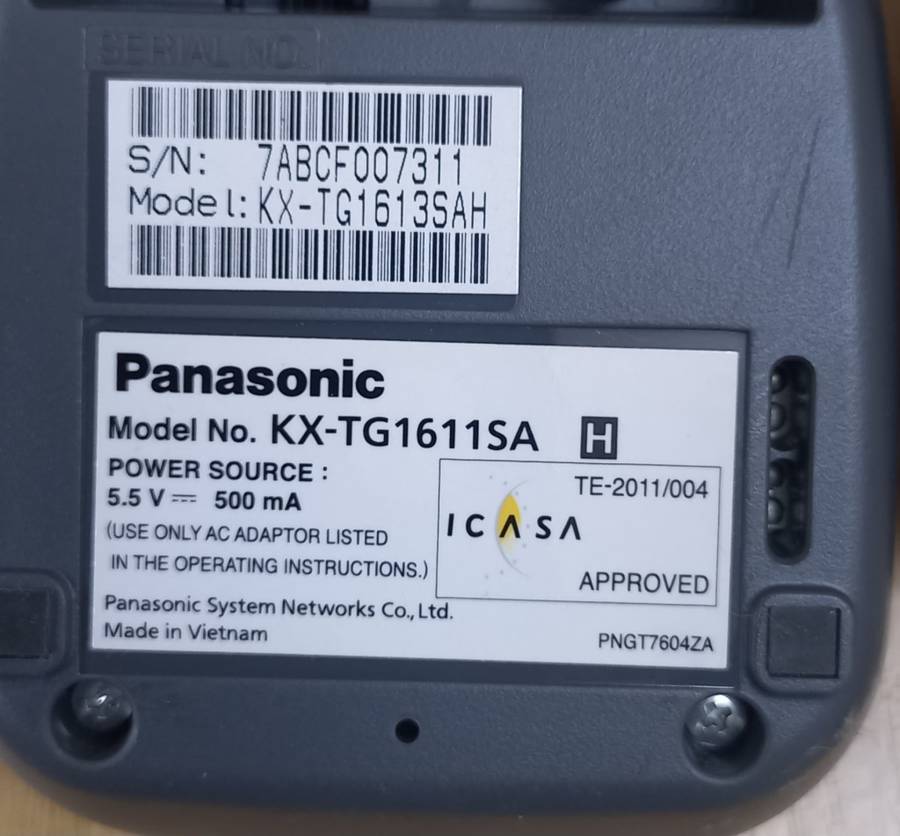 SERIAL NO.
S/N: 7ABCF007311
Model: KX-TG1613SAH
Panasonic
Model No. KX-TG1611SA H
POWER SOURCE :
5.5 V ⎓ 500 mA
(USE ONLY AC ADAPTOR LISTED
IN THE OPERATING INSTRUCTIONS.)
TE-2011/004
ICASA
APPROVED
Panasonic System Networks Co., Ltd.
Made in Vietnam
PNGT7604ZA